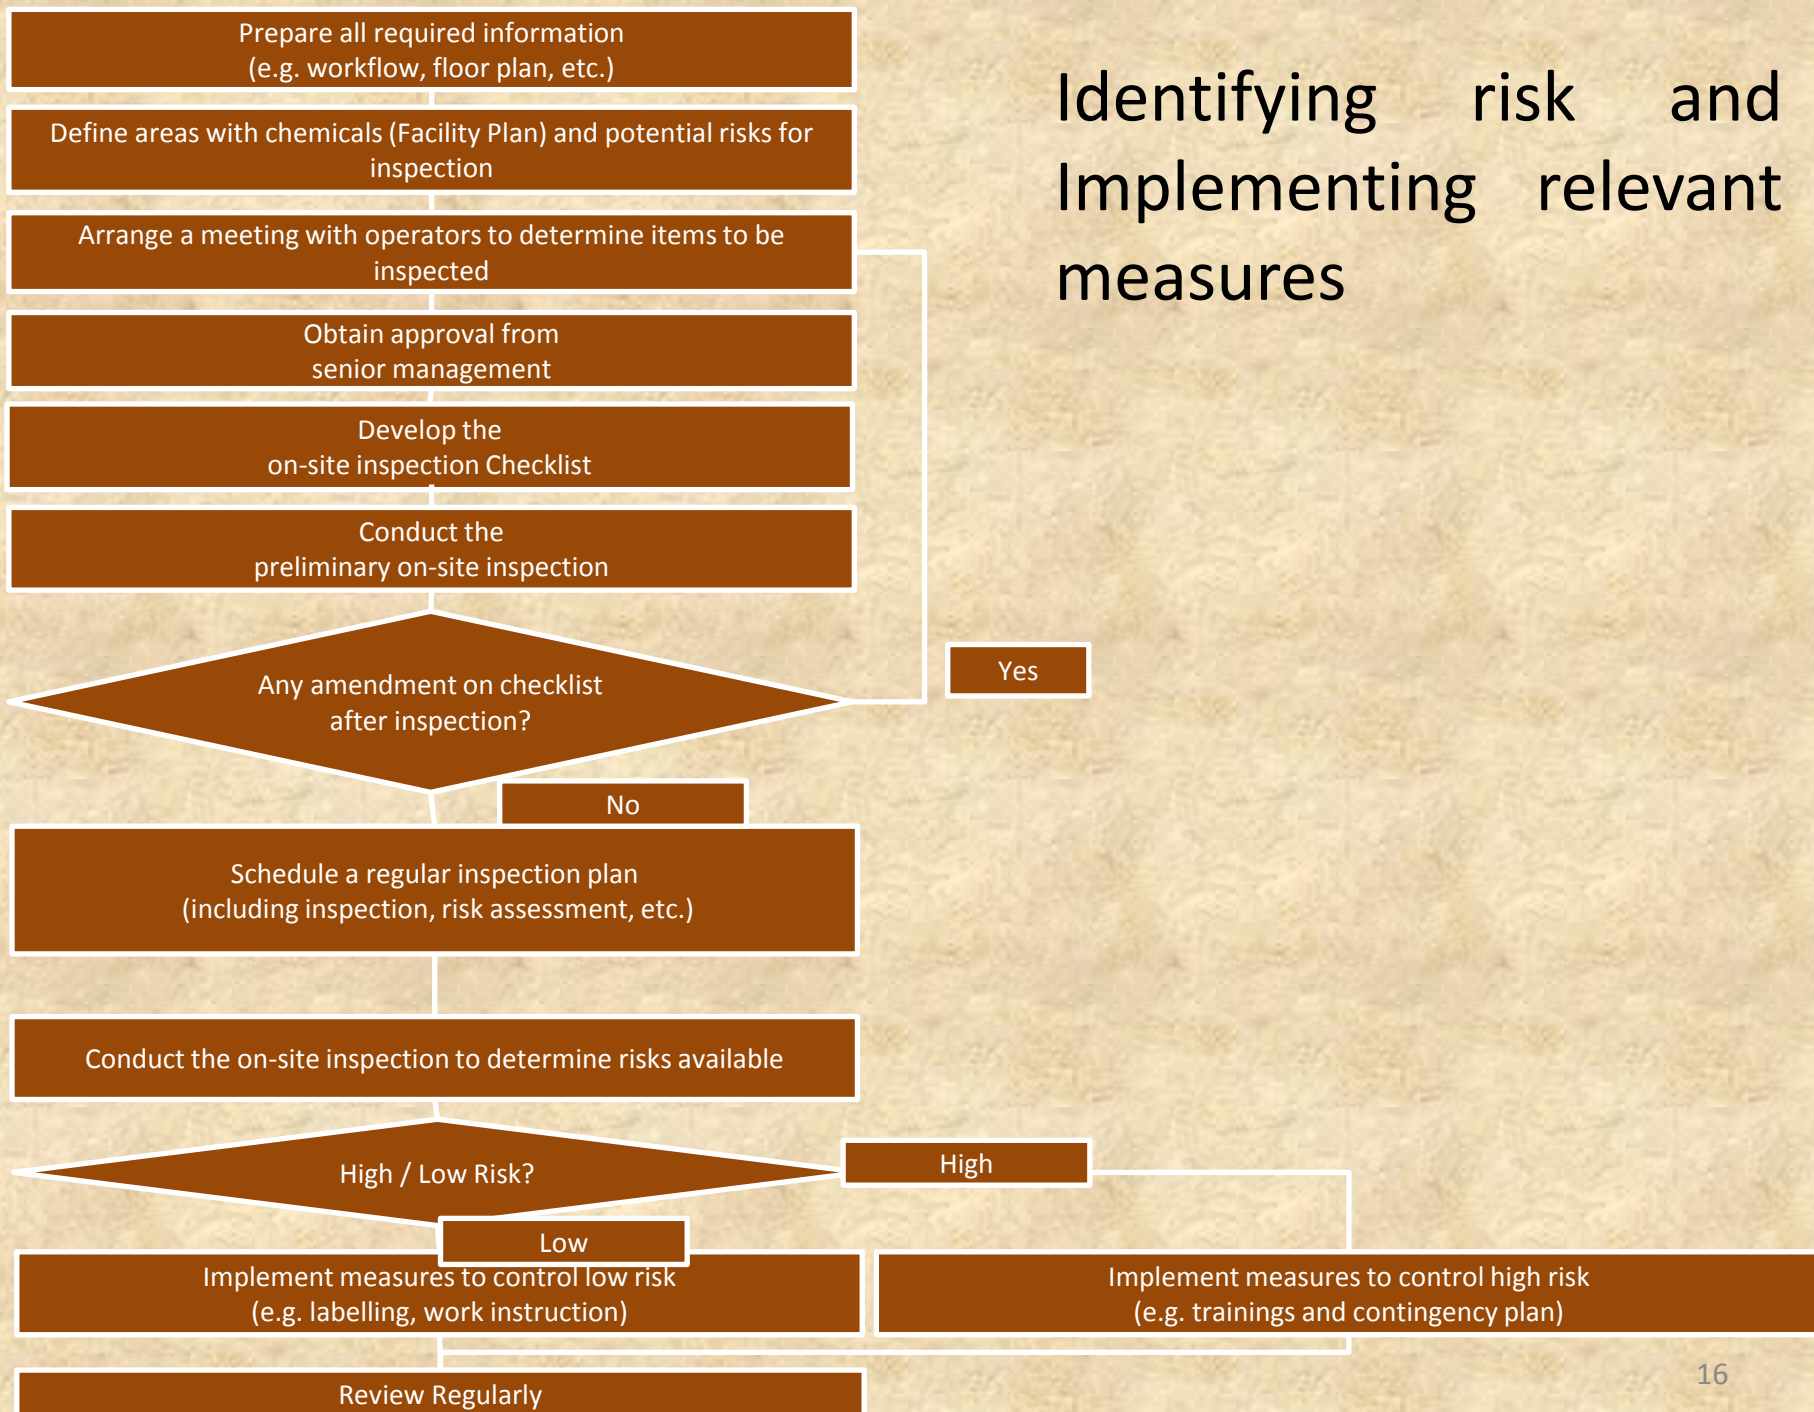 Prepare all required information
(e.g. workflow, floor plan, etc.)
Define areas with chemicals (Facility Plan) and potential risks for
inspection
Arrange a meeting with operators to determine items to be
inspected
Obtain approval from
senior management
Develop the
on-site inspection Checklist
Conduct the
preliminary on-site inspection
Any amendment on checklist
after inspection?
Yes
No
Schedule a regular inspection plan
(including inspection, risk assessment, etc.)
Conduct the on-site inspection to determine risks available
High / Low Risk?
High
Low
Implement measures to control low risk
(e.g. labelling, work instruction)
Implement measures to control high risk
(e.g. trainings and contingency plan)
Review Regularly
Identifying risk and
Implementing relevant
measures
16